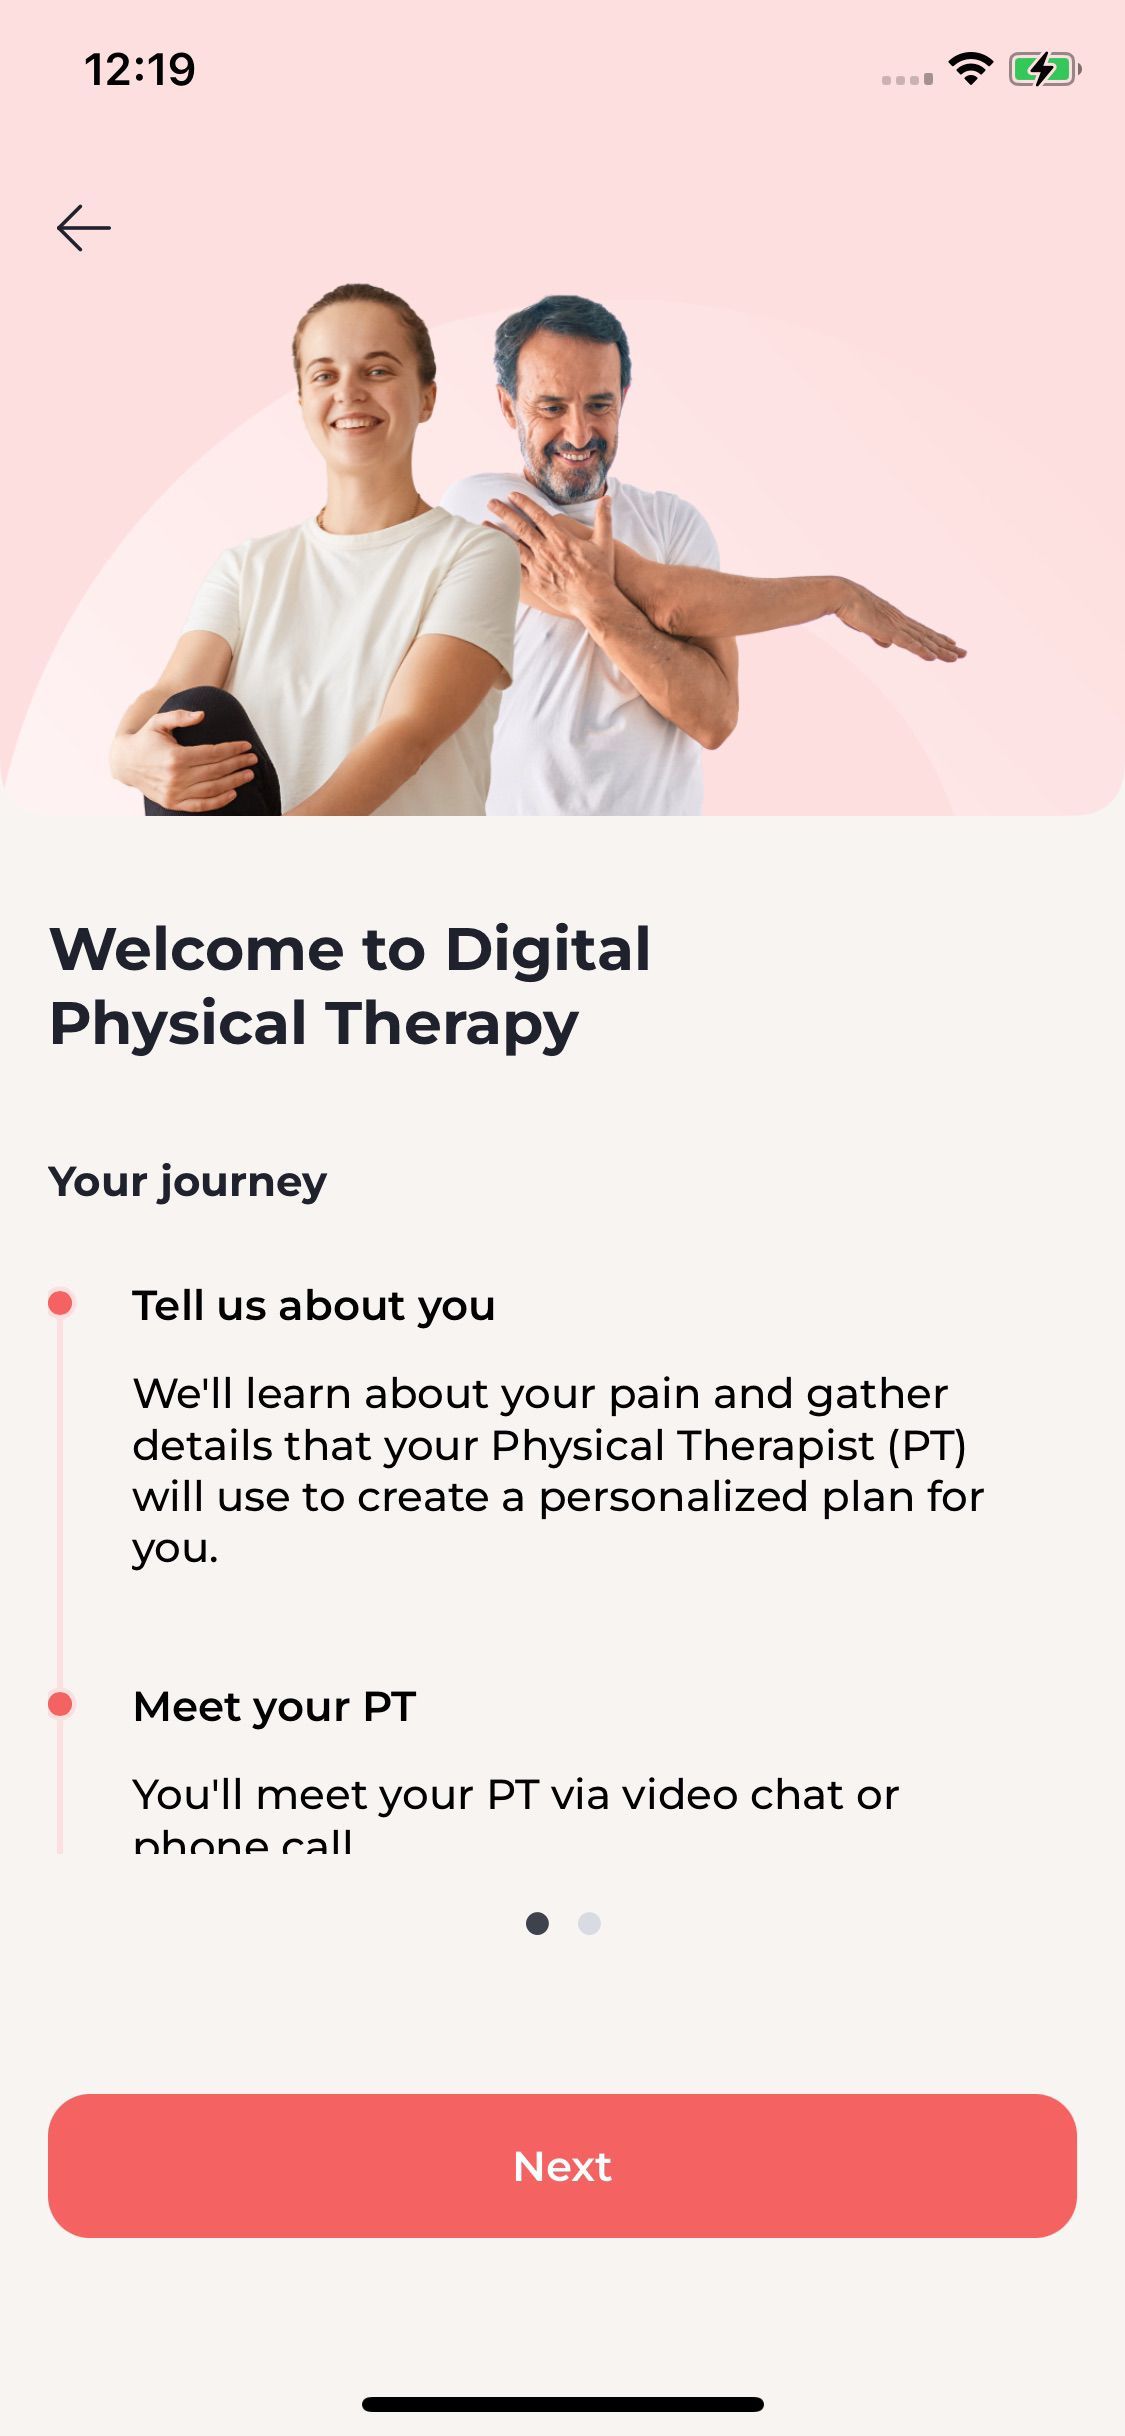 12:19
Welcome to Digital
Physical Therapy
Your journey
Tell us about you
We'll learn about your pain and gather
details that your Physical Therapist (PT)
will use to create a personalized plan for
you.
Meet your PT
You'll meet your PT via video chat or
phone call
Next